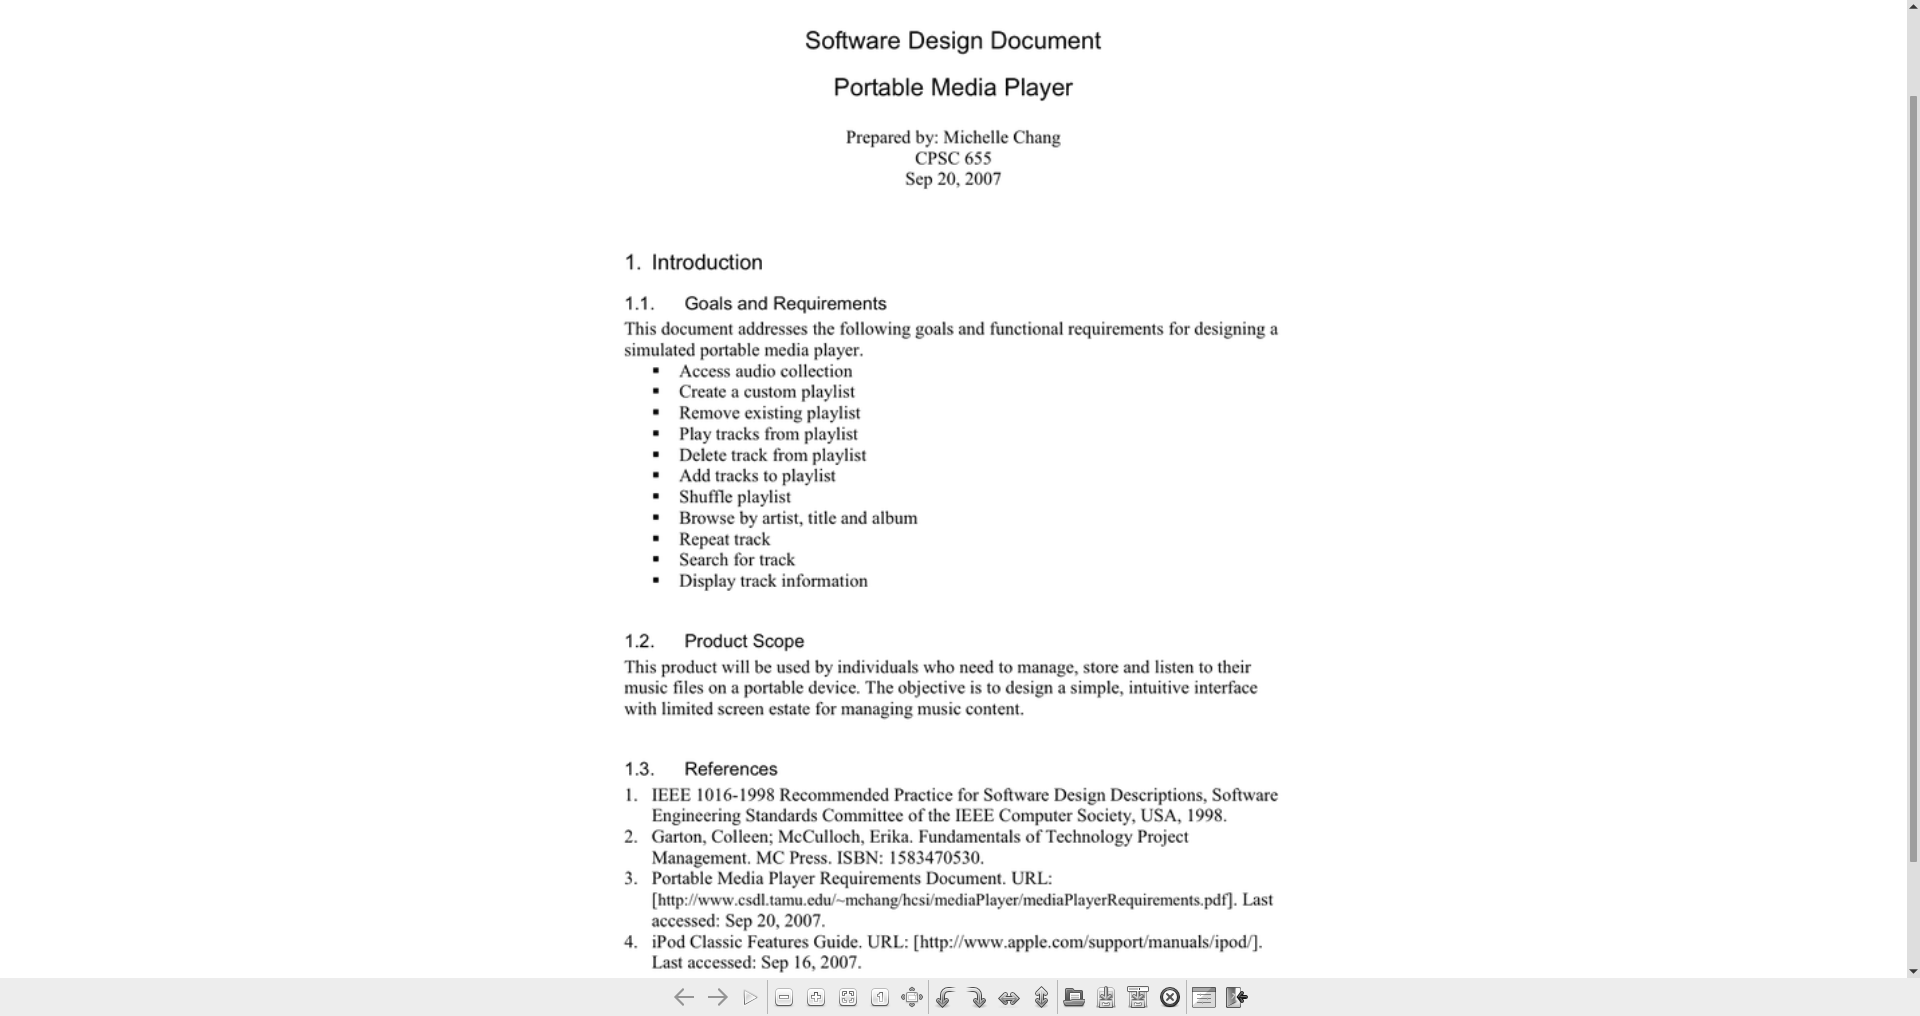 Software Design Document
Portable Media Player
Prepared by: Michelle Chang
CPSC 655
Sep 20, 2007
1. Introduction
1.1. Goals and Requirements
This document addresses the following goals and functional requirements for designing a
simulated portable media player.
▪ Access audio collection
▪ Create a custom playlist
▪ Remove existing playlist
▪ Play tracks from playlist
▪ Delete track from playlist
▪ Add tracks to playlist
▪ Shuffle playlist
▪ Browse by artist, title and album
▪ Repeat track
▪ Search for track
▪ Display track information
1.2. Product Scope
This product will be used by individuals who need to manage, store and listen to their
music files on a portable device. The objective is to design a simple, intuitive interface
with limited screen estate for managing music content.
1.3. References
1. IEEE 1016-1998 Recommended Practice for Software Design Descriptions, Software
Engineering Standards Committee of the IEEE Computer Society, USA, 1998.
2. Garton, Colleen; McCulloch, Erika. Fundamentals of Technology Project
Management. MC Press. ISBN: 1583470530.
3. Portable Media Player Requirements Document. URL:
[http://www.csdl.tamu.edu/~mchang/hcsi/mediaPlayer/mediaPlayerRequirements.pdf]. Last
accessed: Sep 20, 2007.
4. iPod Classic Features Guide. URL: [http://www.apple.com/support/manuals/ipod/].
Last accessed: Sep 16, 2007.
1